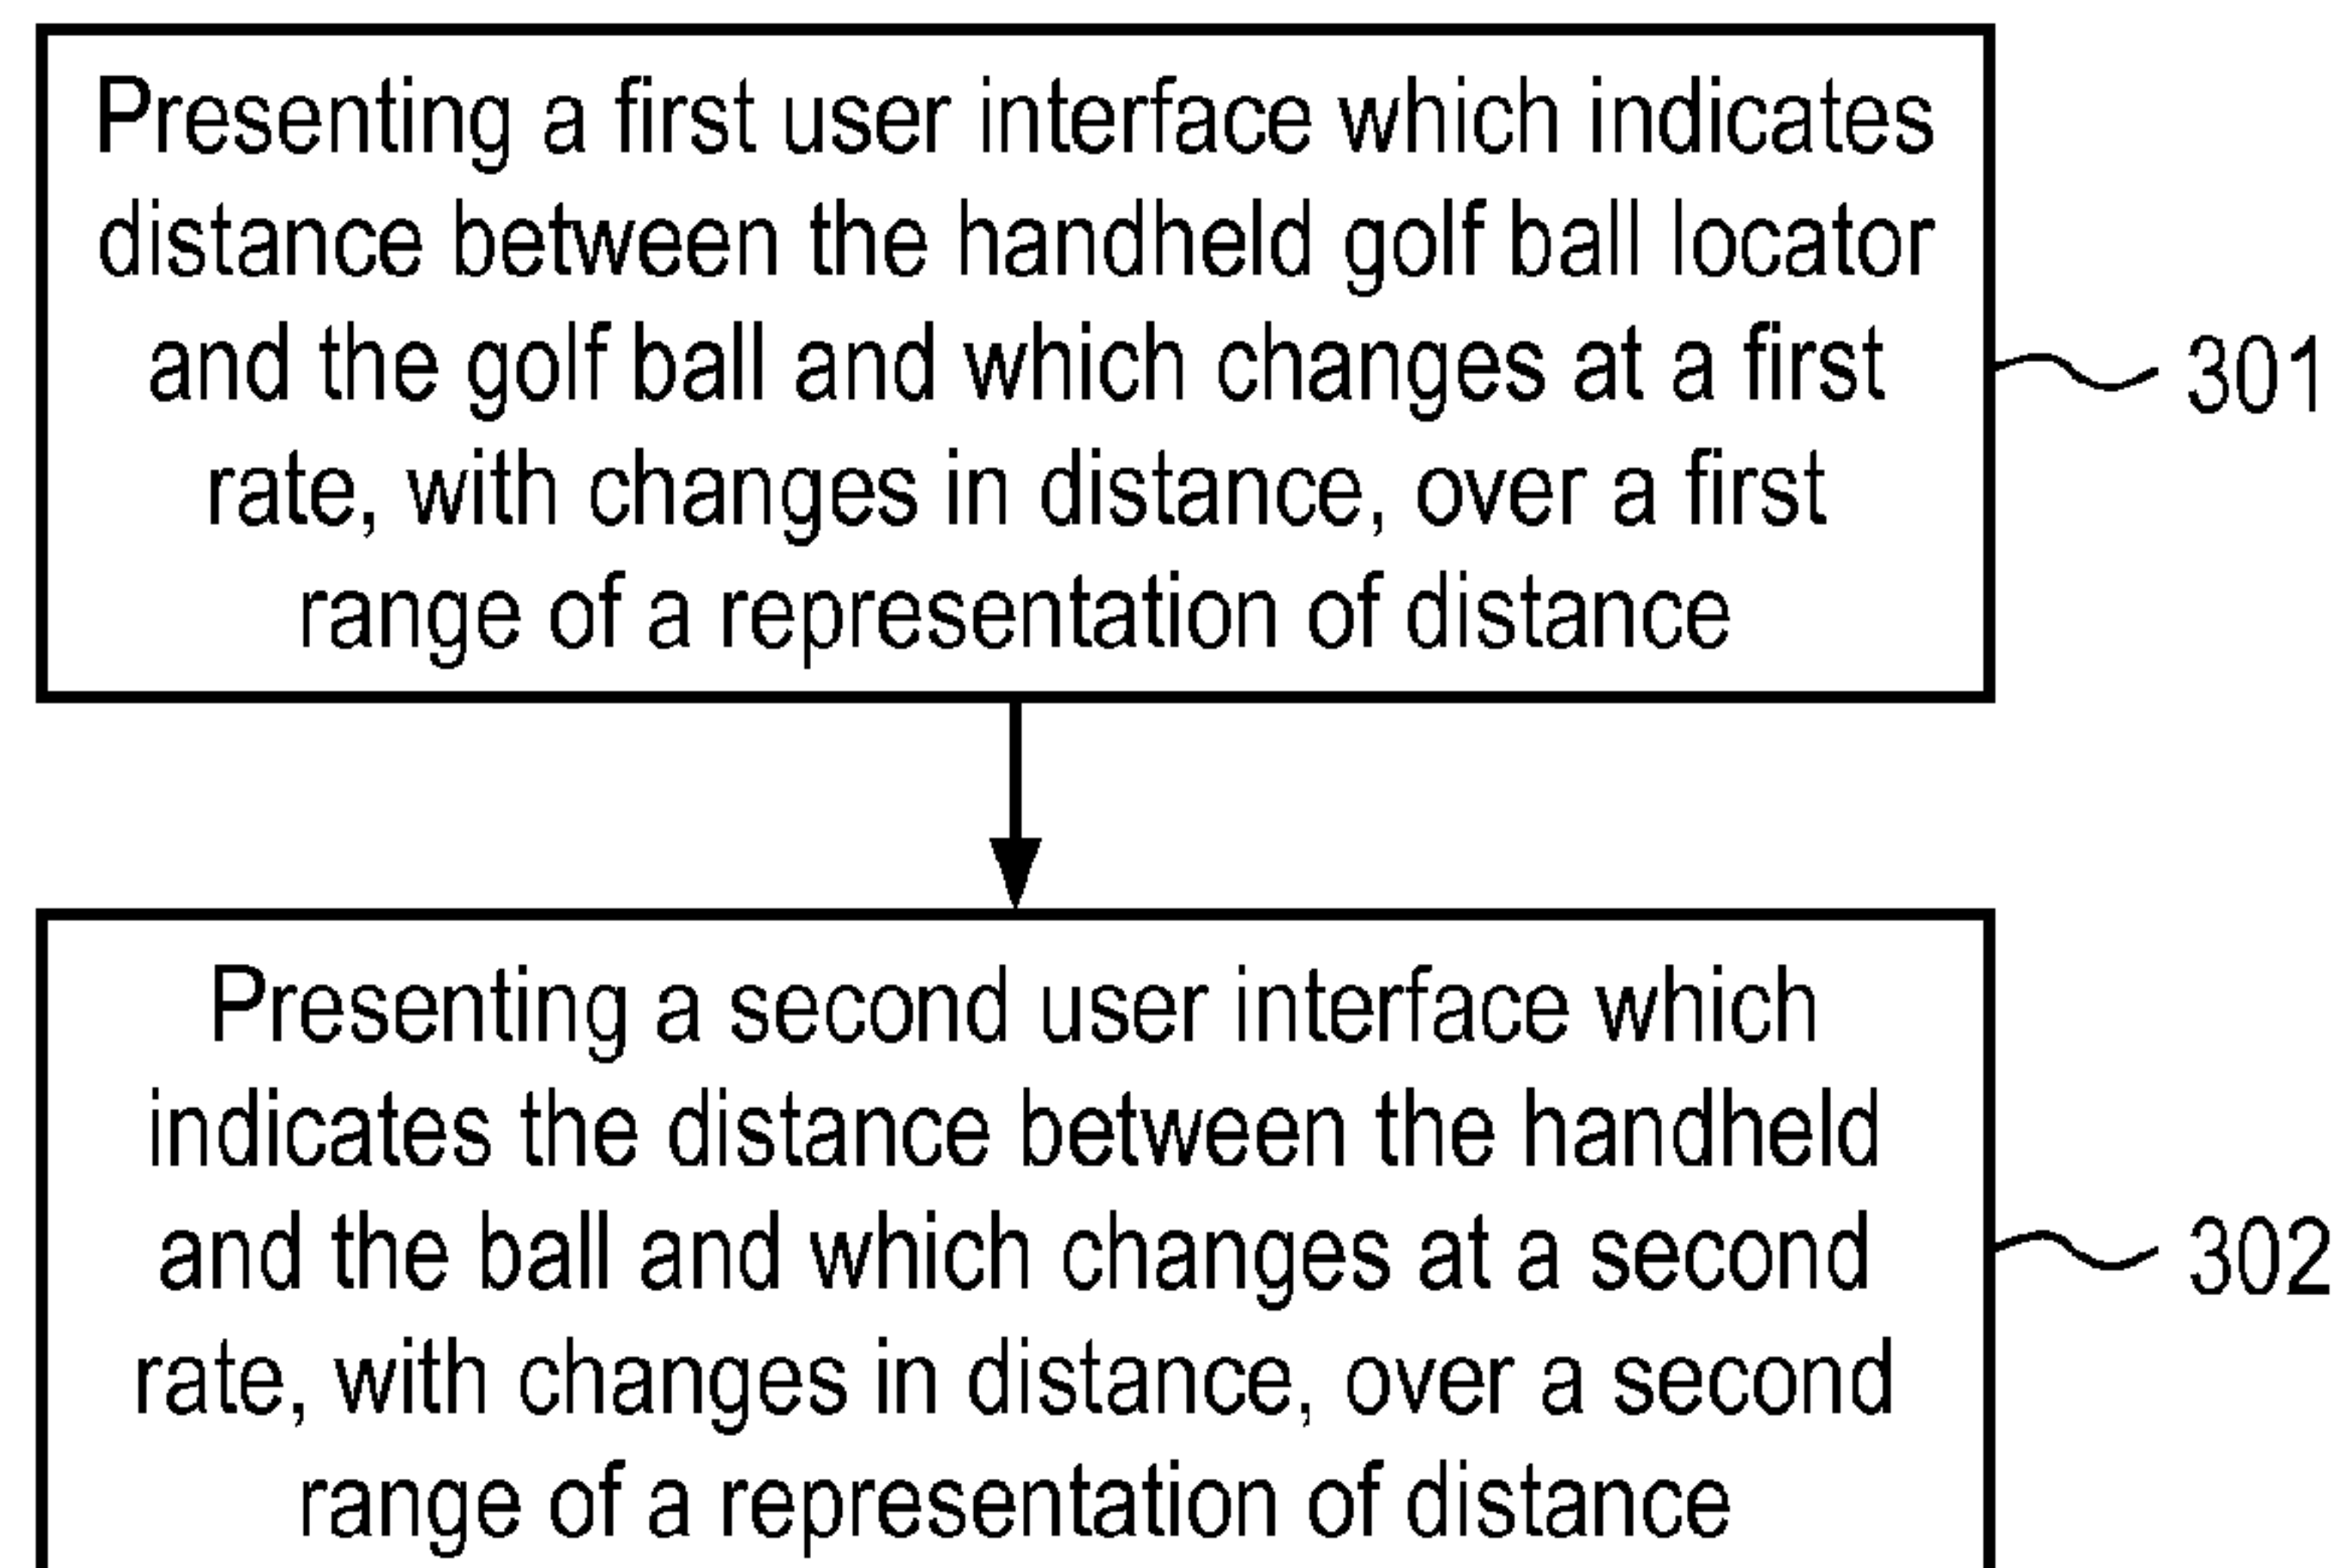 Presenting a first user interface which indicates
distance between the handheld golf ball locator
and the golf ball and which changes at a first
rate, with changes in distance, over a first
range of a representation of distance
301
Presenting a second user interface which
indicates the distance between the handheld
and the ball and which changes at a second
rate, with changes in distance, over a second
range of a representation of distance
302